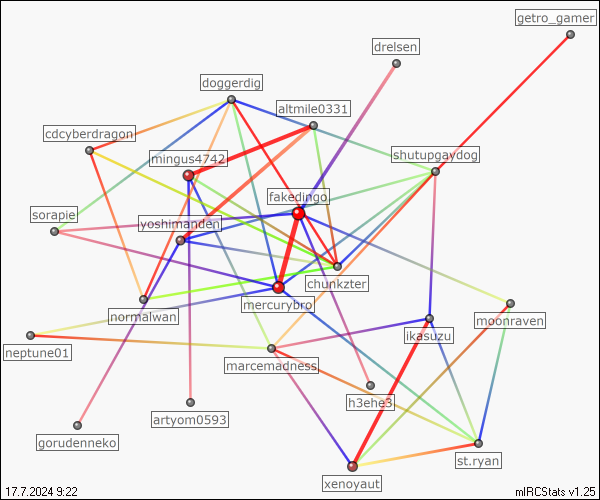 getro_gamer
drelsen
doggerdig
altmile0331
cdcyberdragon
mingus4742
shutupgaydog
fakedingo
sorapie
yoshimanden
chunkzter
mercurybro
normalwan
moonraven
ikasuzu
neptune01
marcemadness
h3ehe3
artyom0593
gorudenneko
st.ryan
xenoyaut
17.7.2024 9:22
mIRCStats v1.25